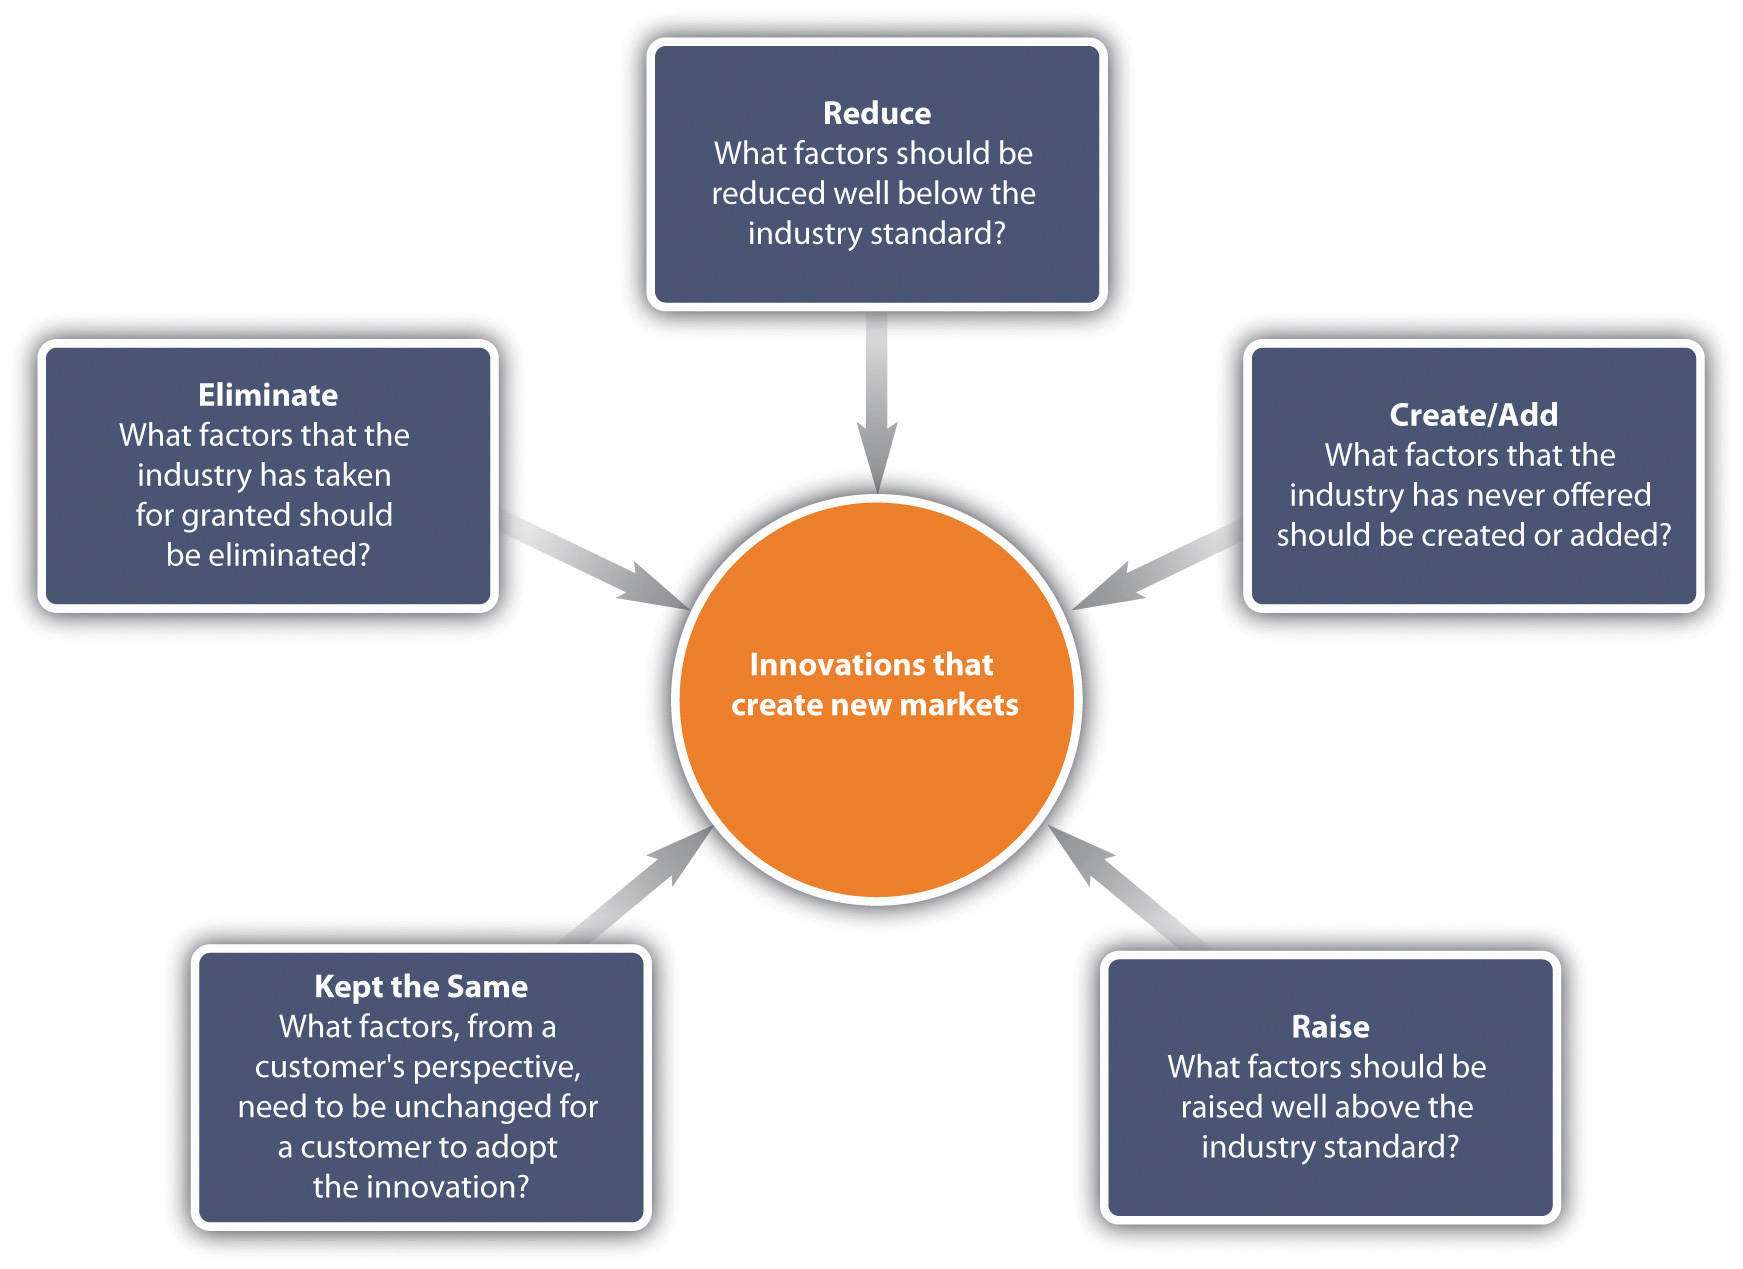 Reduce
What factors should be
reduced well below the
industry standard?
Eliminate
What factors that the
industry has taken
for granted should
be eliminated?
Create/Add
What factors that the
industry has never offered
should be created or added?
Innovations that
create new markets
Kept the Same
What factors, from a
customer's perspective,
need to be unchanged for
a customer to adopt
the innovation?
Raise
What factors should be
raised well above the
industry standard?